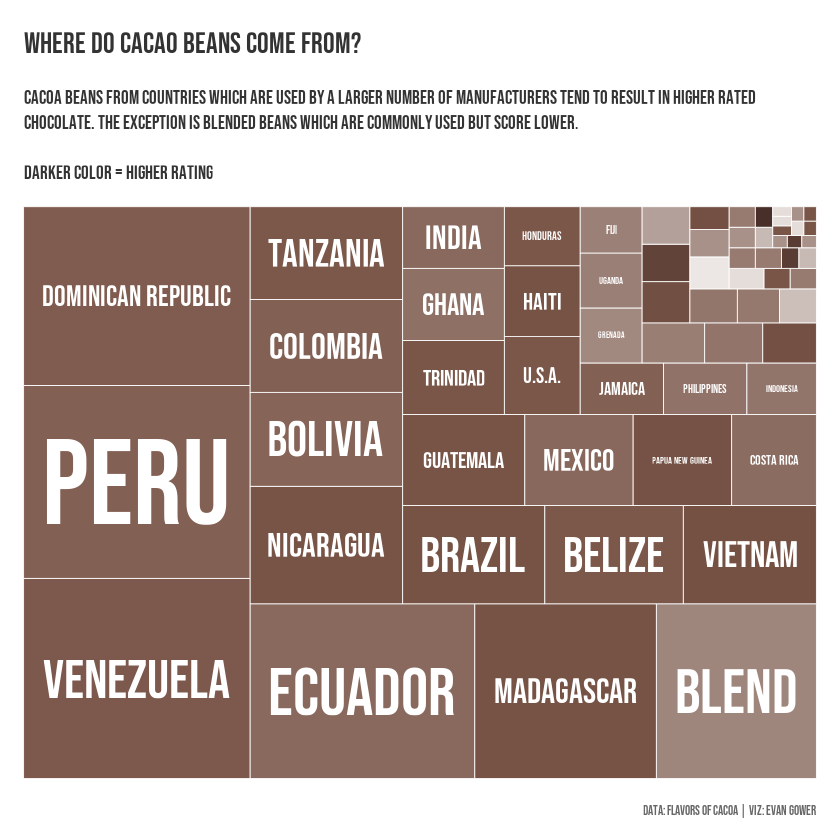 WHERE DO CACAO BEANS COME FROM?
CACOA BEANS FROM COUNTRIES WHICH ARE USED BY A LARGER NUMBER OF MANUFACTURERS TEND TO RESULT IN HIGHER RATED
CHOCOLATE. THE EXCEPTION IS BLENDED BEANS WHICH ARE COMMONLY USED BUT SCORE LOWER.
DARKER COLOR = HIGHER RATING
DOMINICAN REPUBLIC
PERU
VENEZUELA
TANZANIA
COLOMBIA
BOLIVIA
NICARAGUA
ECUADOR
MADAGASCAR
BLEND
INDIA
GHANA
TRINIDAD
HONDURAS
HAITI
U.S.A.
FIJI
UGANDA
GRENADA
JAMAICA
PHILIPPINES
INDONESIA
GUATEMALA
MEXICO
PAPUA NEW GUINEA
COSTA RICA
BRAZIL
BELIZE
VIETNAM
DATA: FLAVORS OF CACOA | VIZ: EVAN GOWER